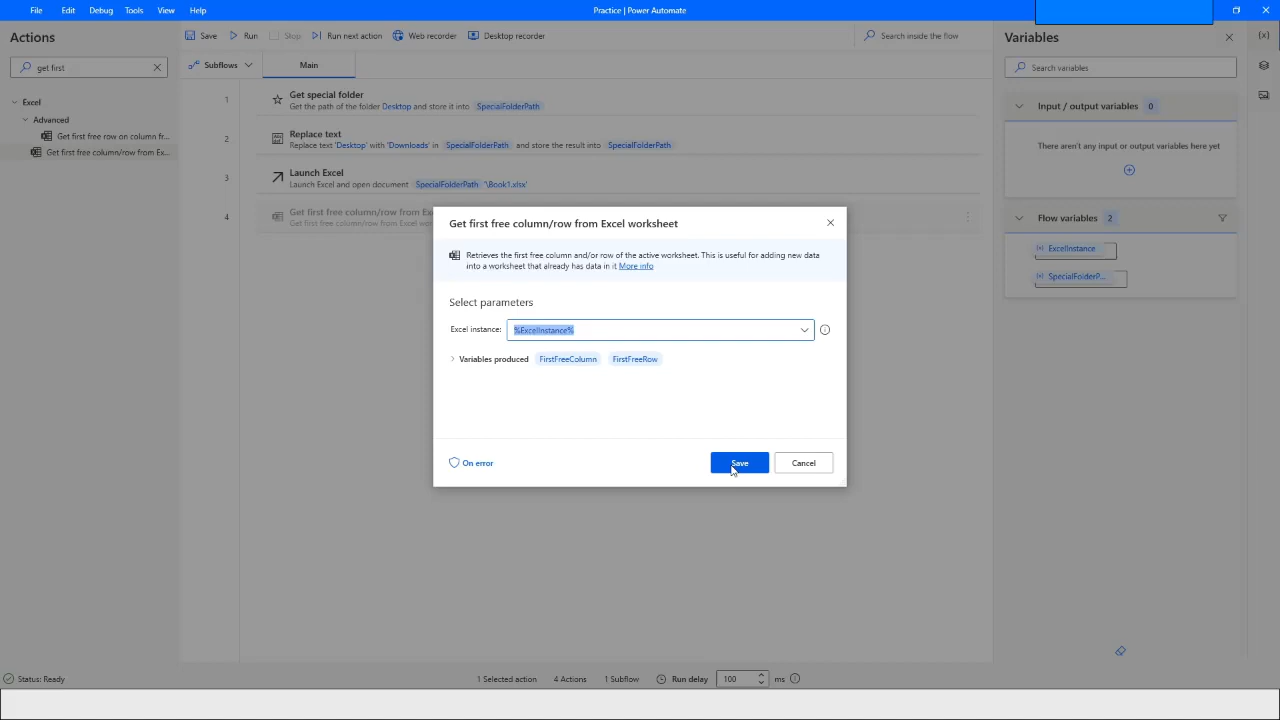 File Edit Debug Tools View Help
Practice | Power Automate
Actions
get first
Excel
Advanced
Get first free row on column fr...
Get first free column/row from Ex...
Save Run Stop Run next action Web recorder Desktop recorder
Search inside the flow
Subflows Main
1
Get special folder
Get the path of the folder Desktop and store it into SpecialFolderPath
2
Replace text
Replace text 'Desktop' with 'Downloads' in SpecialFolderPath and store the result into SpecialFolderPath
3
Launch Excel
Launch Excel and open document SpecialFolderPath '\Book1.xlsx'
4
Get first free column/row from Ex
Get first free column/row from Excel wor
Get first free column/row from Excel worksheet
Retrieves the first free column and/or row of the active worksheet. This is useful for adding new data
into a worksheet that already has data in it More info
Select parameters
Excel instance: %ExcelInstance%
Variables produced FirstFreeColumn FirstFreeRow
On error
Save Cancel
Variables
Search variables
Input / output variables 0
There aren't any input or output variables here yet
Flow variables 2
(x) ExcelInstance
(x) SpecialFolderP...
Status: Ready 1 Selected action 4 Actions 1 Subflow Run delay 100 ms